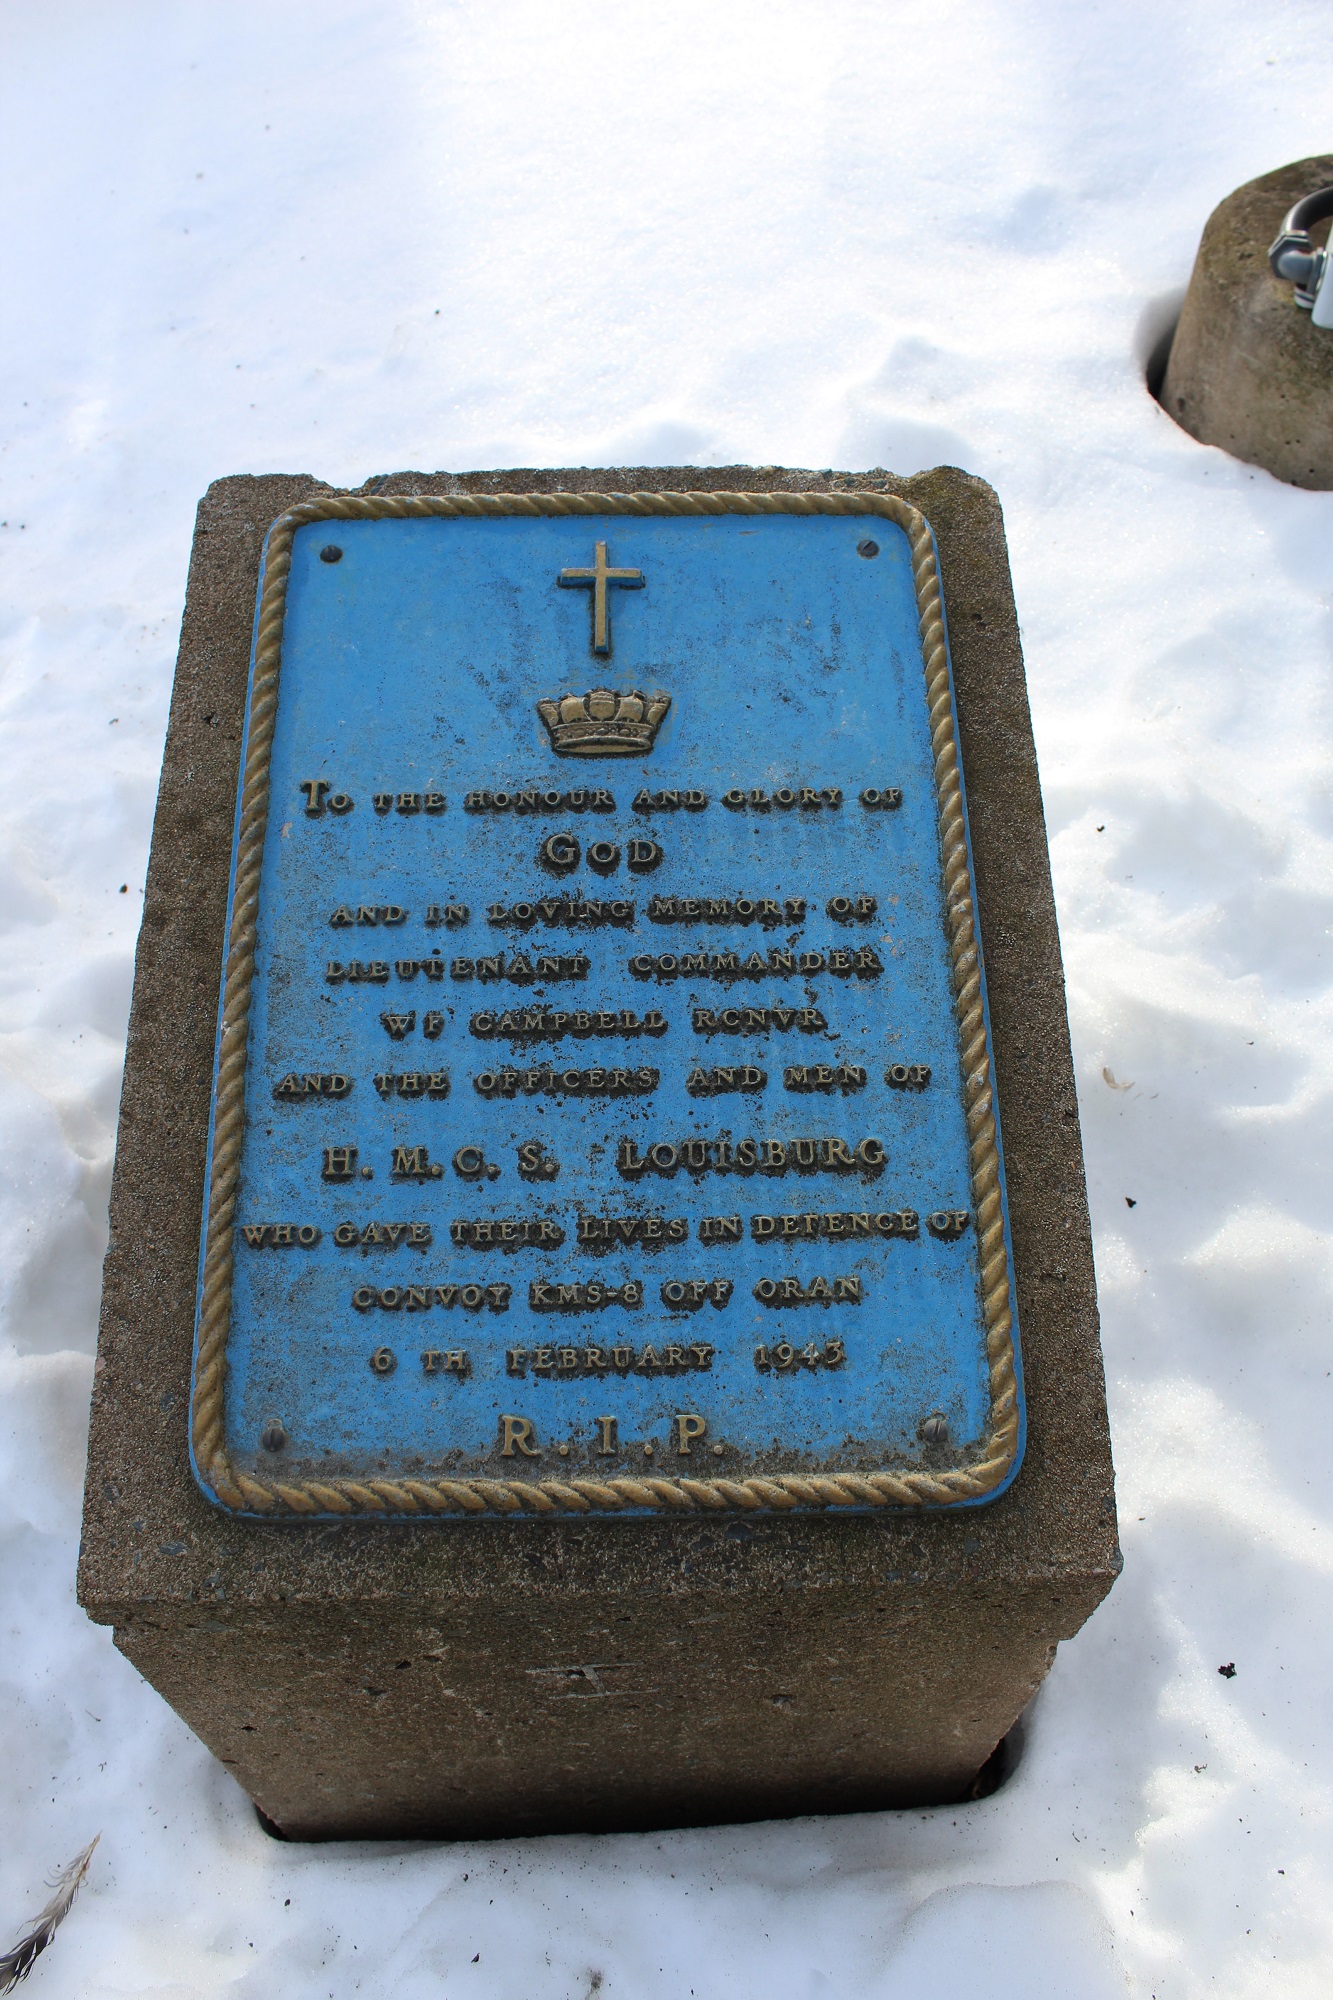 To the honour and glory of
God
and in loving memory of
Lieutenant Commander
WF Campbell RCNVR
and the officers and men of
H.M.C.S. Louisburg
who gave their lives in defence of
convoy KMS-8 off Oran
6 th February 1943
R.I.P.